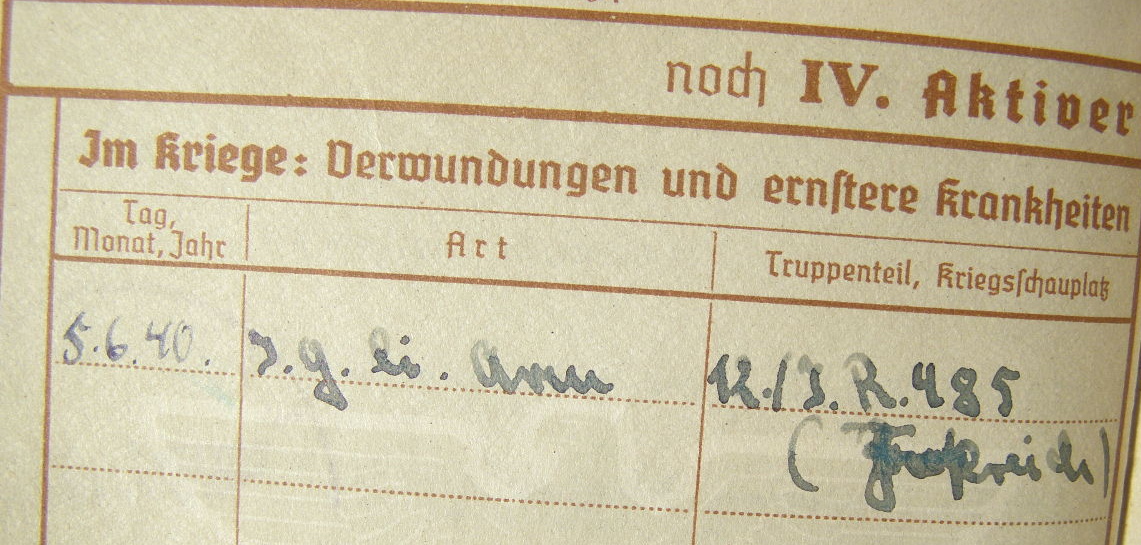 noch IV. Aktiver
Im Kriege: Verwundungen und ernstere Krankheiten
Tag,
Monat, Jahr
Art
Truppenteil, Kriegsschauplatz
5.6.40.
J.G. li. Arm
12./J.R.485
(Frankreich)